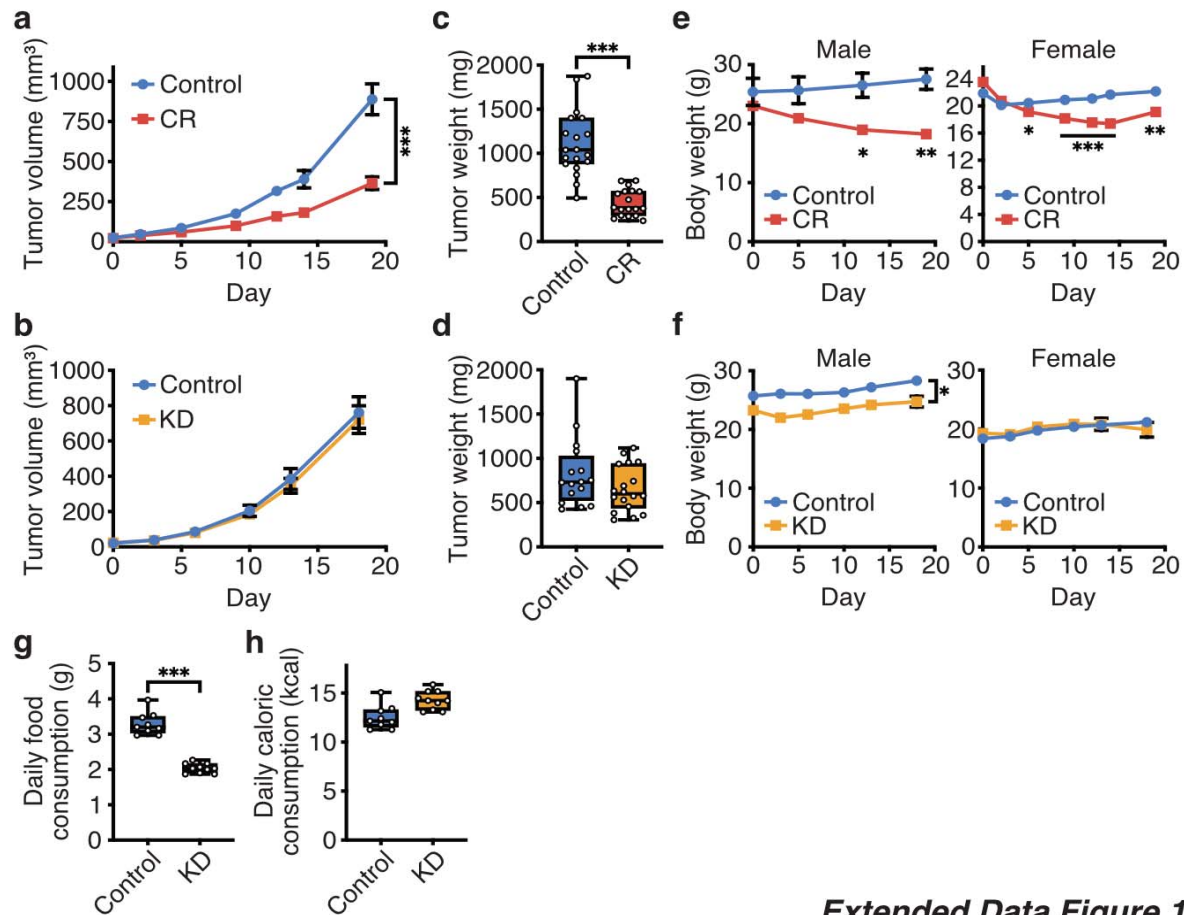 a
Tumor volume (mm³)
1000
750
500
250
0
Control
CR
***
0 5 10 15 20
Day
c
Tumor weight (mg)
2000
1500
1000
500
0
***
Control CR
e
Body weight (g)
Male
30
20
10
0
* **
Control
CR
0 5 10 15 20
Day
Female
24
20
16
12
8
4
0
* *** **
Control
CR
0 5 10 15 20
Day
b
Tumor volume (mm³)
1000
800
600
400
200
0
Control
KD
0 5 10 15 20
Day
d
Tumor weight (mg)
2000
1500
1000
500
0
Control KD
f
Body weight (g)
Male
30
20
10
0
*
Control
KD
0 5 10 15 20
Day
Female
30
20
10
0
Control
KD
0 5 10 15 20
Day
g
Daily food
consumption (g)
5
4
3
2
1
0
***
Control KD
h
Daily caloric
consumption (kcal)
15
10
5
0
Control KD
Extended Data Figure 1